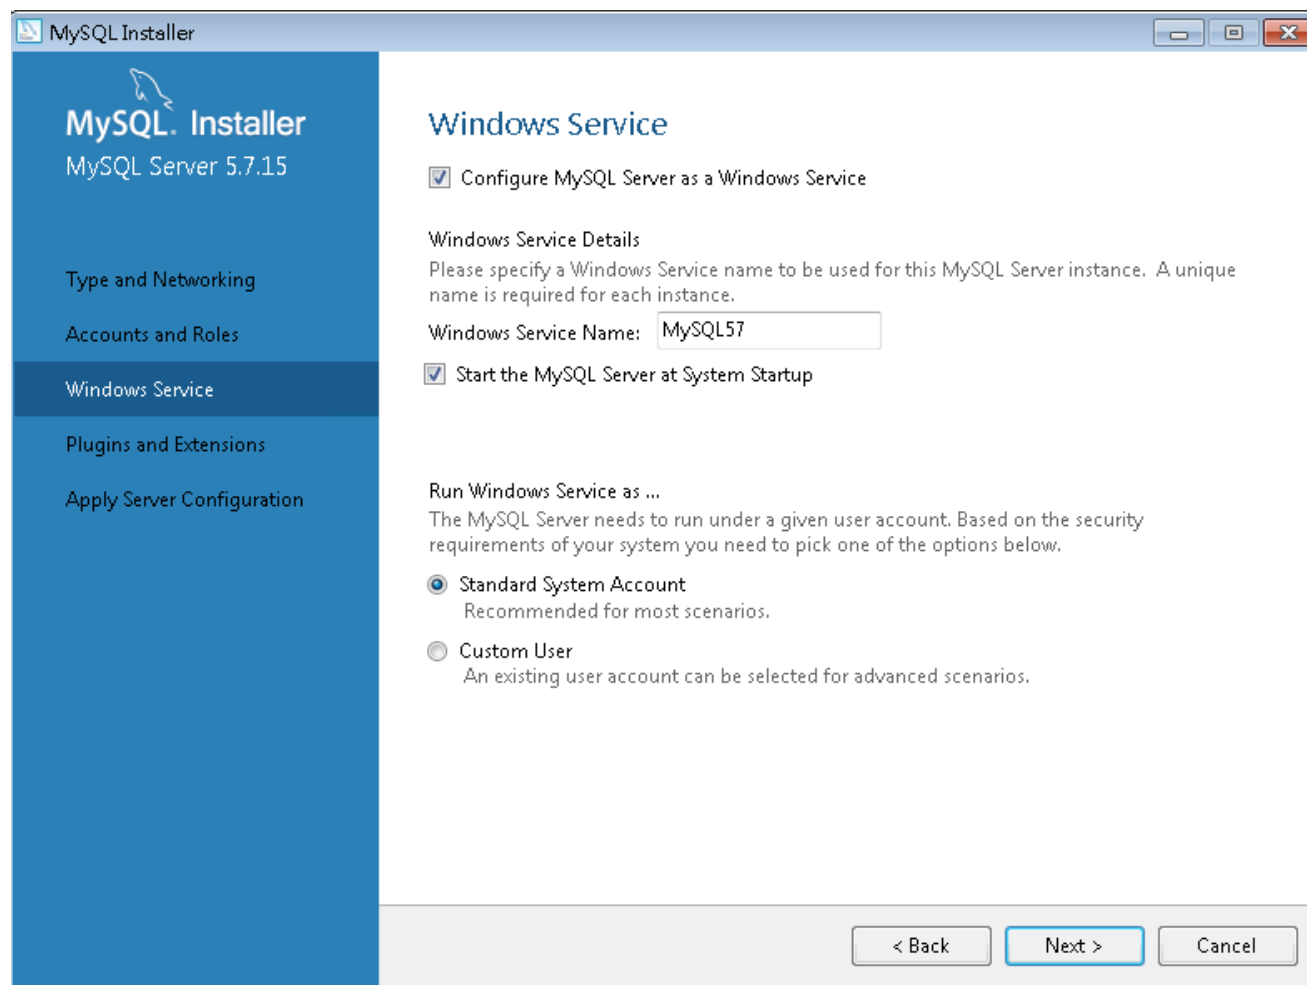 MySQL Installer
MySQL. Installer
MySQL Server 5.7.15
Type and Networking
Accounts and Roles
Windows Service
Plugins and Extensions
Apply Server Configuration
Windows Service
Configure MySQL Server as a Windows Service
Windows Service Details
Please specify a Windows Service name to be used for this MySQL Server instance. A unique
name is required for each instance.
Windows Service Name: MySQL57
Start the MySQL Server at System Startup
Run Windows Service as ...
The MySQL Server needs to run under a given user account. Based on the security
requirements of your system you need to pick one of the options below.
Standard System Account
Recommended for most scenarios.
Custom User
An existing user account can be selected for advanced scenarios.
< Back Next > Cancel